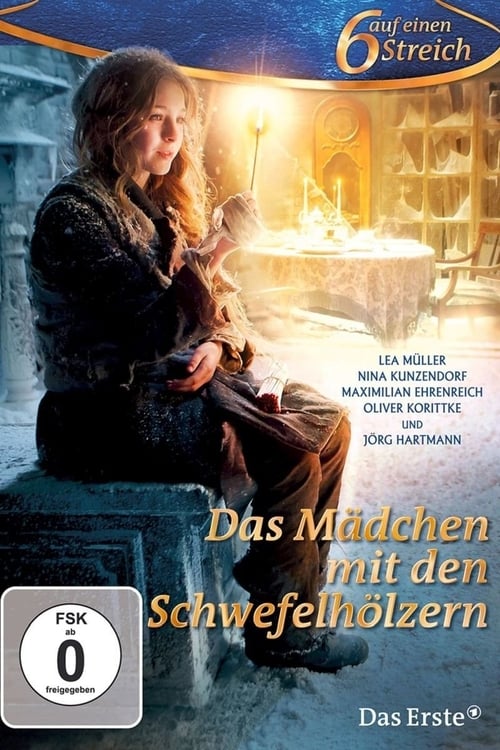 6 auf einen
Streich
LEA MÜLLER
NINA KUNZENDORF
MAXIMILIAN EHRENREICH
OLIVER KORITTKE
UND
JÖRG HARTMANN
Das Mädchen
mit den
Schwefelhölzern
FSK
ab
0
freigegeben
Das Erste